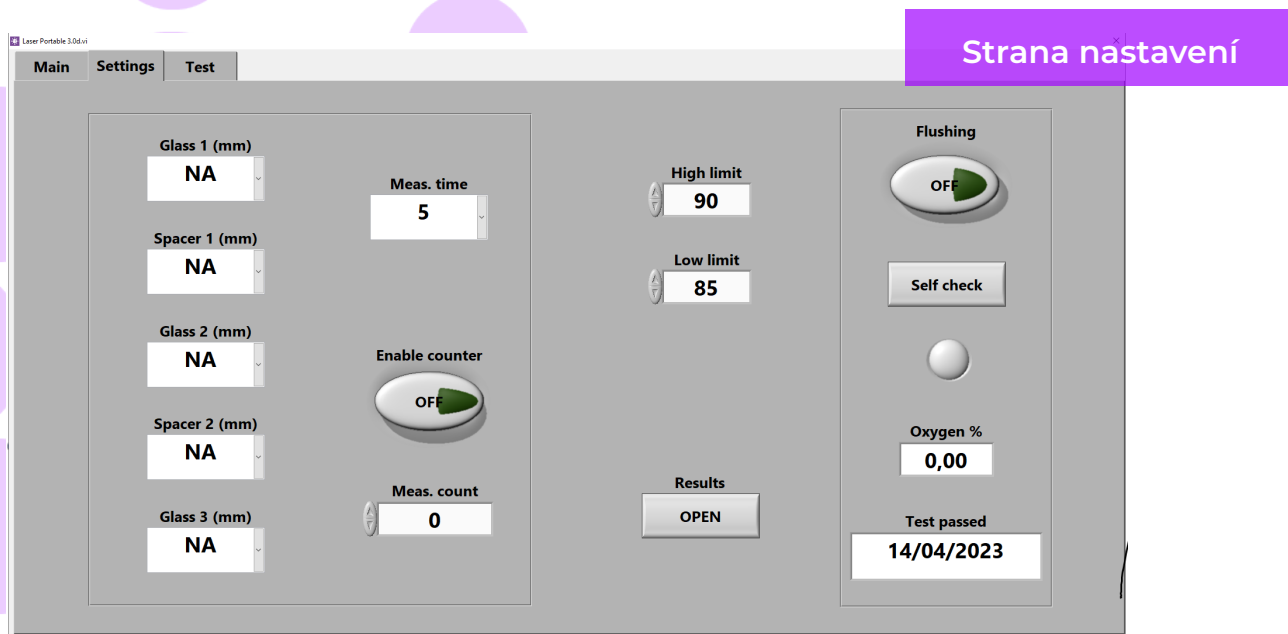 Laser Portable 3.0d.vi
Strana nastavení
Main
Settings
Test
Glass 1 (mm)
NA
Spacer 1 (mm)
NA
Glass 2 (mm)
NA
Spacer 2 (mm)
NA
Glass 3 (mm)
NA
Meas. time
5
Enable counter
OFF
Meas. count
0
High limit
90
Low limit
85
Results
OPEN
Flushing
OFF
Self check
Oxygen %
0,00
Test passed
14/04/2023